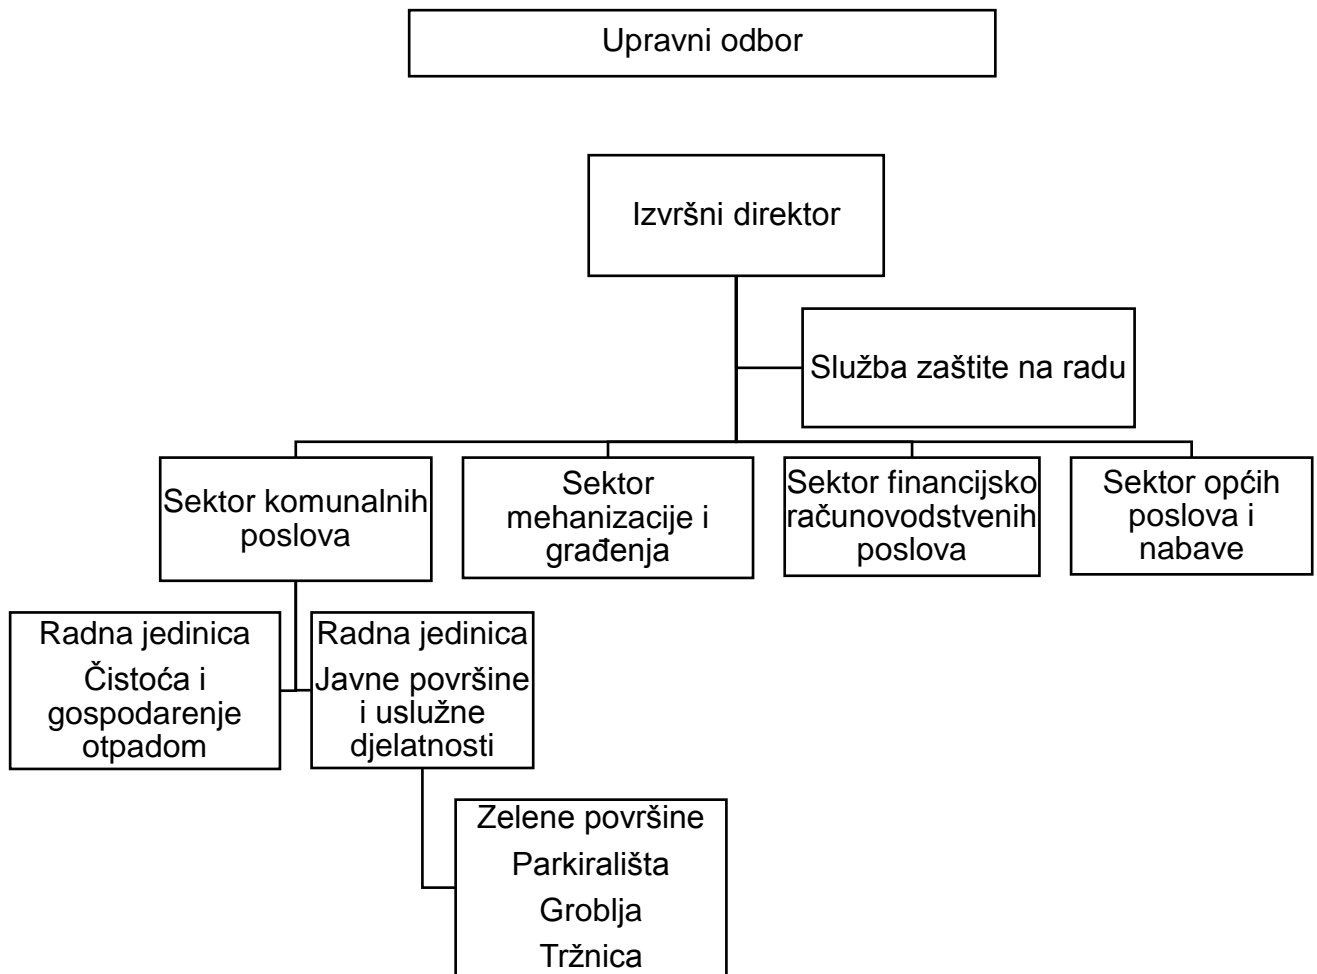 Upravni odbor
Izvršni direktor
Služba zaštite na radu
Sektor komunalnih
poslova
Sektor
mehanizacije i
građenja
Sektor financijsko
računovodstvenih
poslova
Sektor općih
poslova i
nabave
Radna jedinica
Čistoća i
gospodarenje
otpadom
Radna jedinica
Javne površine
i uslužne
djelatnosti
Zelene površine
Parkirališta
Groblja
Tržnica